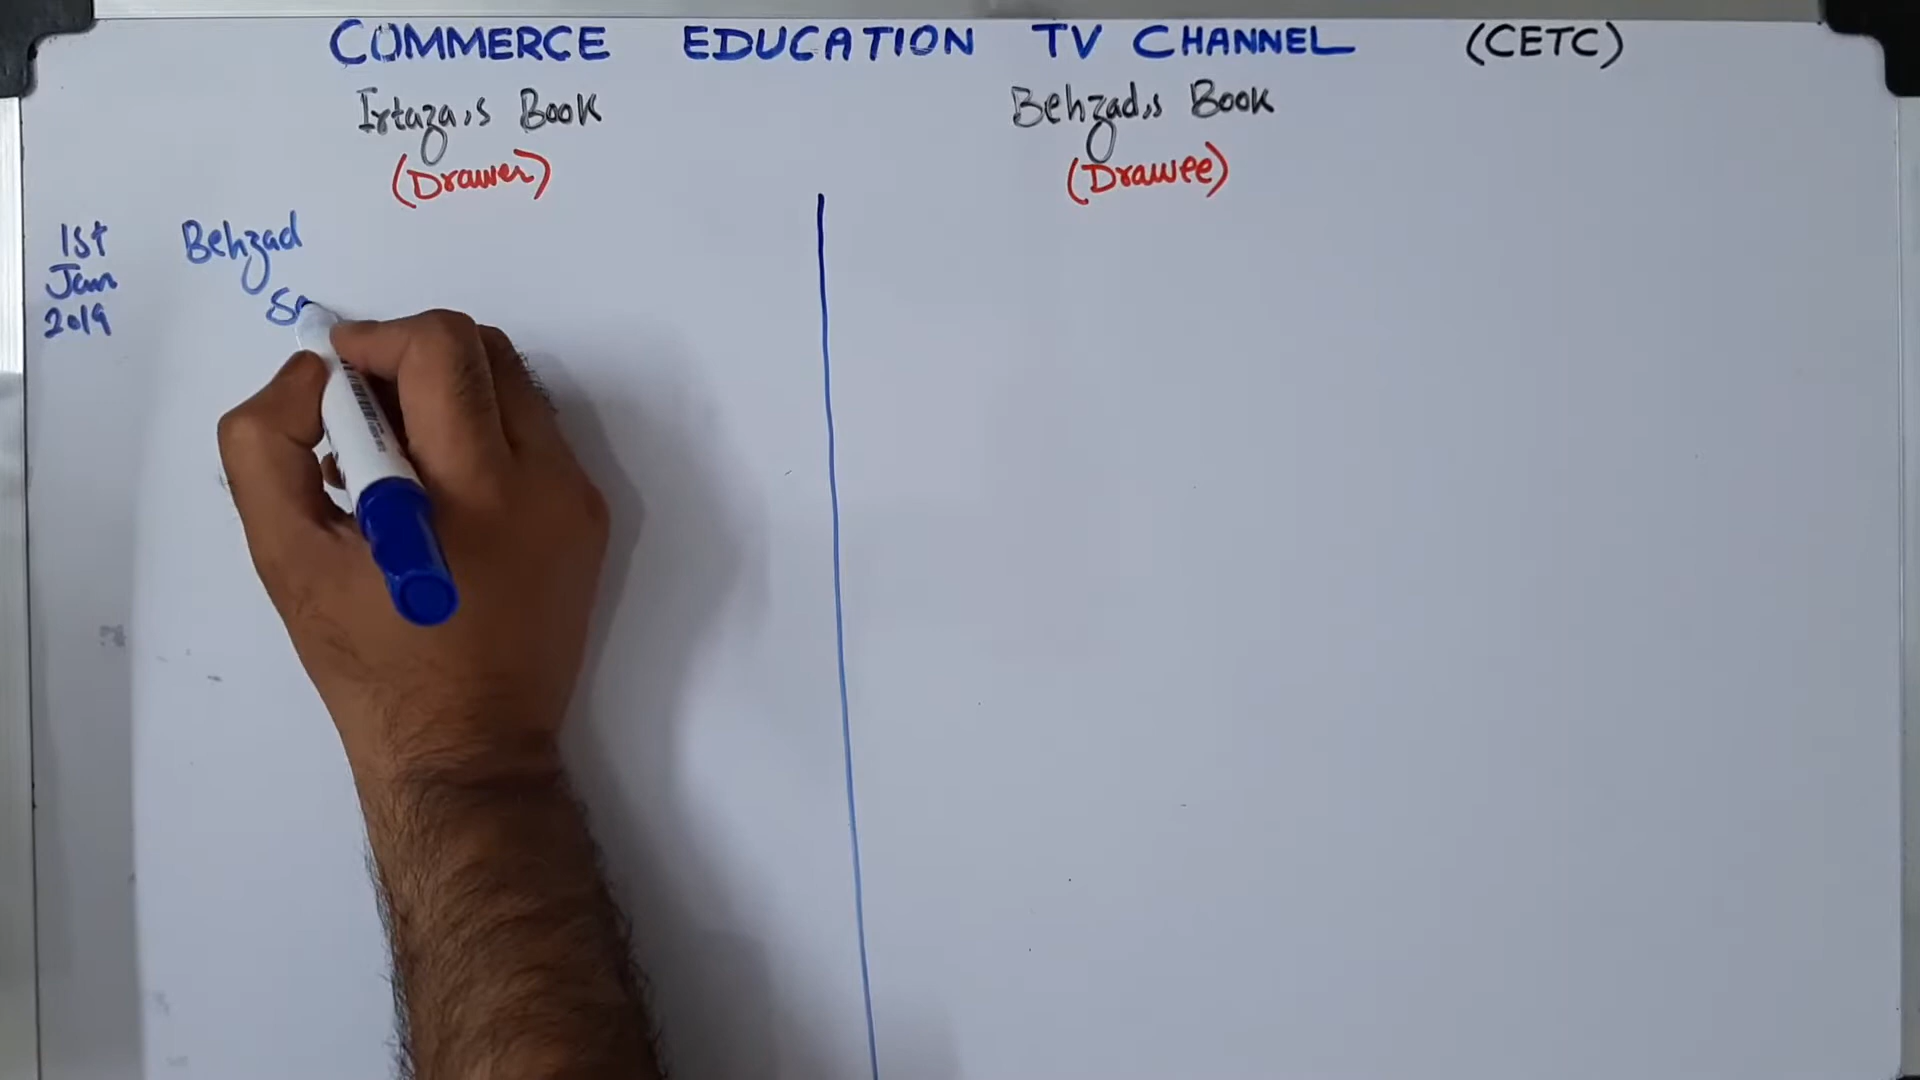 COMMERCE EDUCATION TV CHANNEL (CETC)
Irtaza,s Book
(Drawer)
Behzad,s Book
(Drawee)
1st
Jan
2019
Behzad